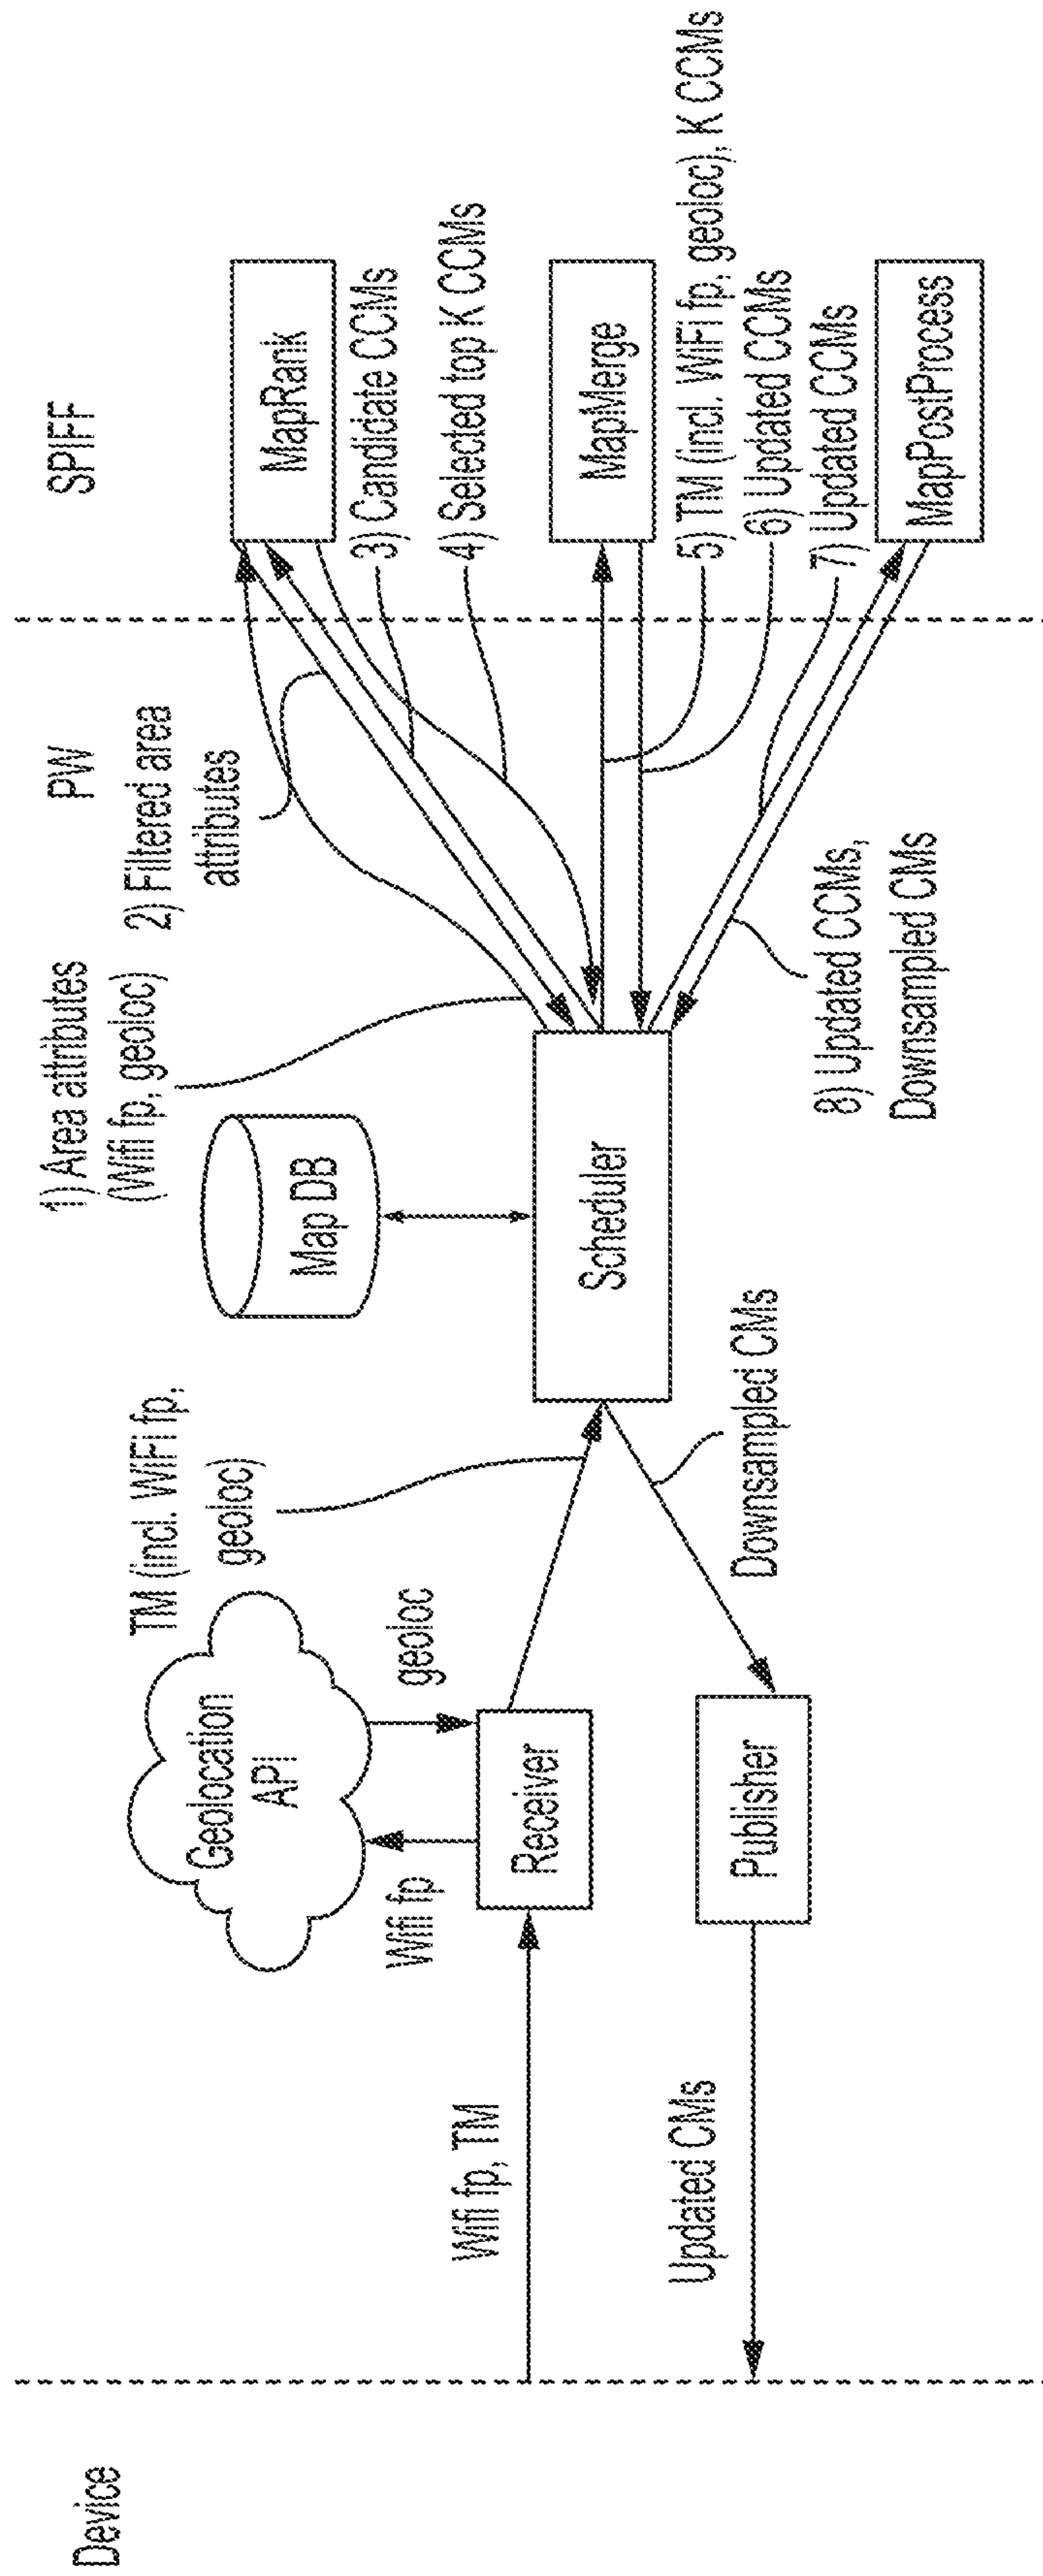 Device
PW
SPIFF
Wifi fp, TM
Updated CMs
Geolocation
API
Wifi fp
geoloc
Receiver
Publisher
TM (incl. WiFi fp,
geoloc)
Downsampled CMs
Map DB
Scheduler
1) Area attributes
(Wifi fp, geoloc)
2) Filtered area
attributes
MapRank
3) Candidate CCMs
4) Selected top K CCMs
MapMerge
5) TM (incl. WiFi fp, geoloc), K CCMs
6) Updated CCMs
7) Updated CCMs
MapPostProcess
8) Updated CCMs,
Downsampled CMs